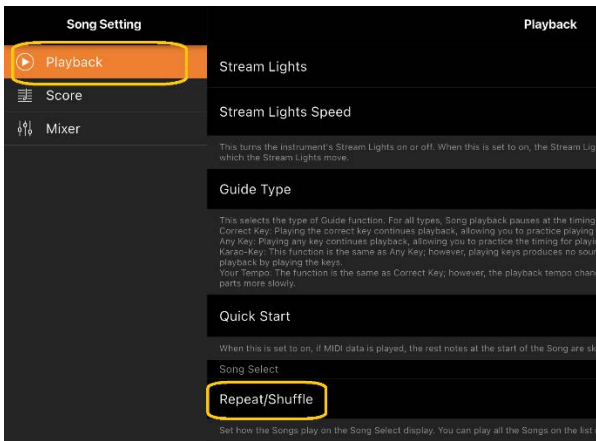 Song Setting
Playback
Playback
Score
Mixer
Stream Lights
Stream Lights Speed
This turns the instrument's Stream Lights on or off. When this is set to on, the Stream Lig
which the Stream Lights move.
Guide Type
This selects the type of Guide function. For all types, Song playback pauses at the timing
Correct Key: Playing the correct key continues playback, allowing you to practice playing
Any Key: Playing any key continues playback, allowing you to practice the timing for playi
Karao-Key: This function is the same as Any Key; however, playing keys produces no sour
playback by playing the keys.
Your Tempo: The function is the same as Correct Key; however, the playback tempo chan
parts more slowly.
Quick Start
When this is set to on, if MIDI data is played, the rest notes at the start of the Song are sk
Song Select
Repeat/Shuffle
Set how the Songs play on the Song Select display. You can play all the Songs on the list